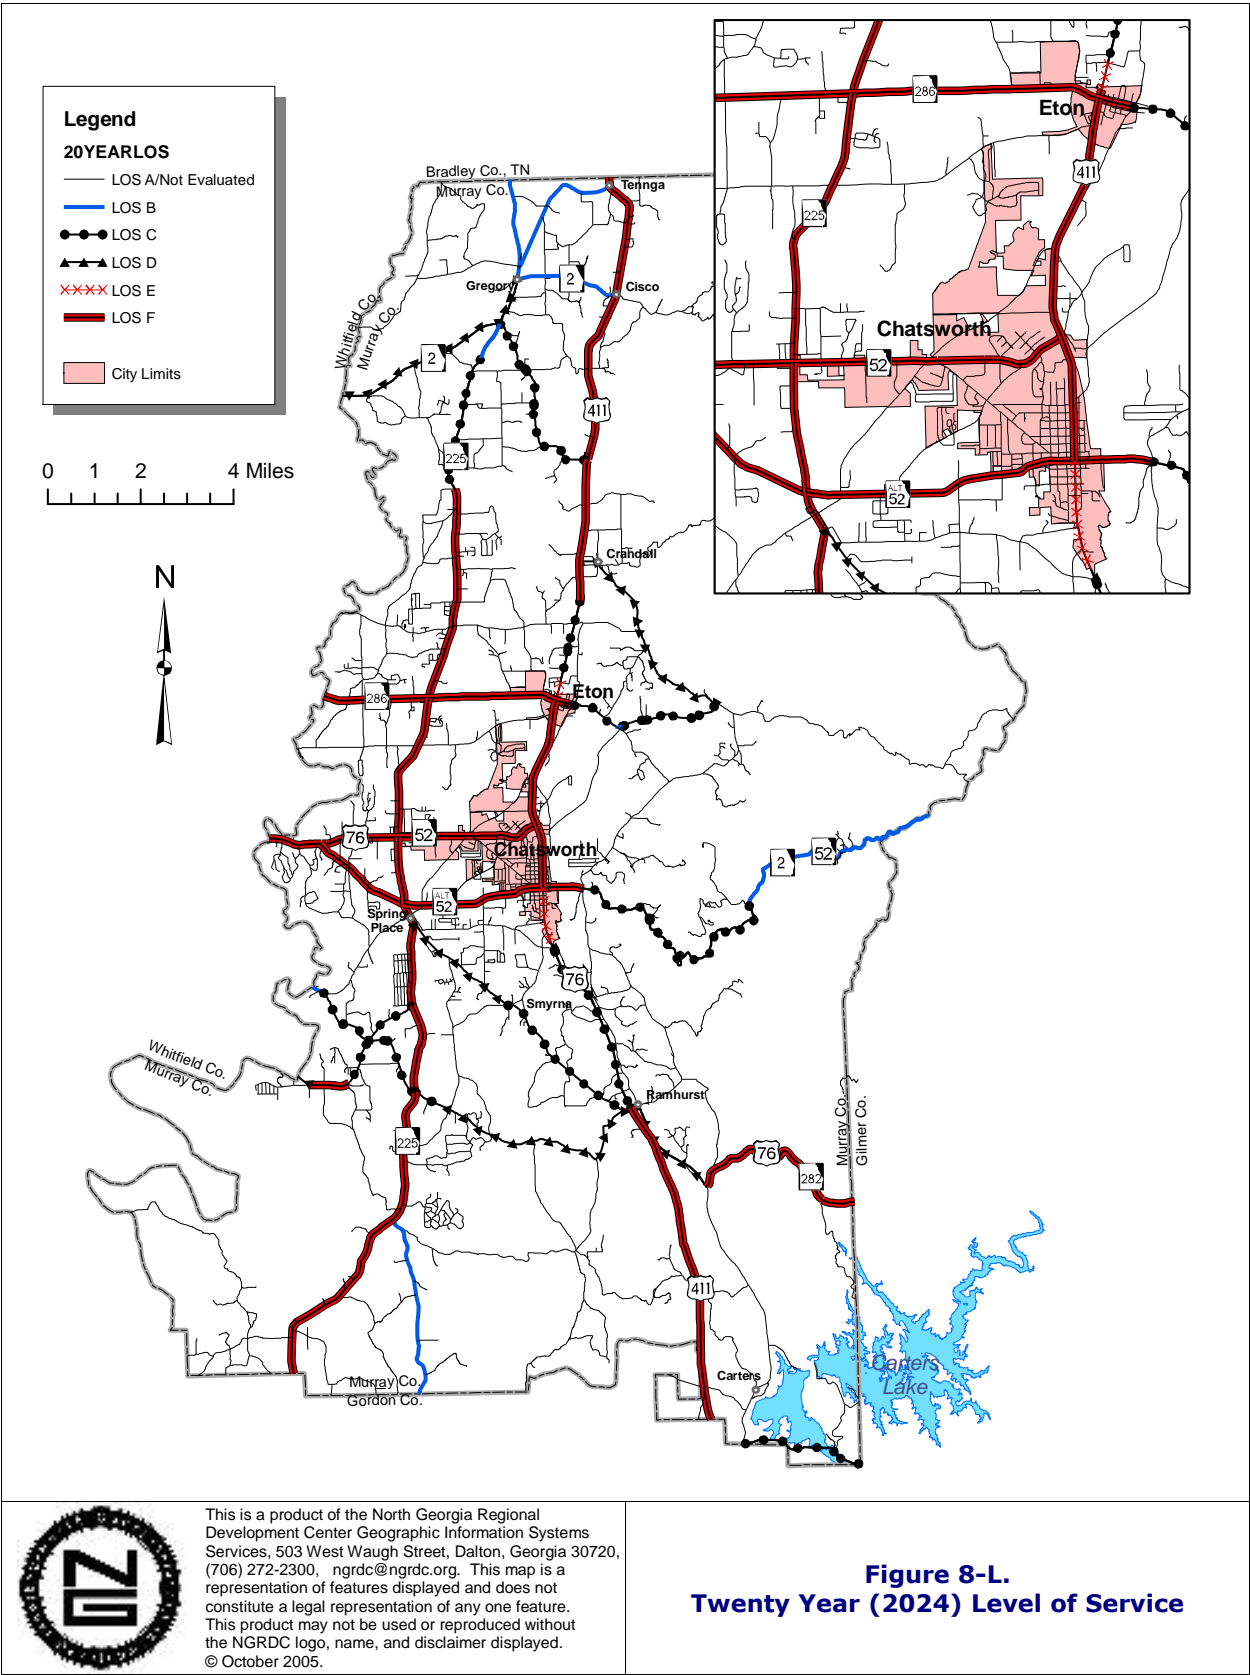 Legend
20YEARLOS
LOS A/Not Evaluated
LOS B
LOS C
LOS D
LOS E
LOS F
City Limits
0 1 2 4 Miles
N
Bradley Co., TN
Murray Co.
Tennga
Gregory
2
Cisco
Whitfield Co.
Murray Co.
2
411
225
Crandall
286
Eton
76
52
Chatsworth
ALT
52
Spring
Place
2
52
76
Smyrna
Whitfield Co.
Murray Co.
Ramhurst
225
76
282
Murray Co.
Gilmer Co.
411
Carters
Carters
Lake
Murray Co.
Gordon Co.
286
Eton
411
225
Chatsworth
52
ALT
52
NG
This is a product of the North Georgia Regional
Development Center Geographic Information Systems
Services, 503 West Waugh Street, Dalton, Georgia 30720,
(706) 272-2300, ngrdc@ngrdc.org. This map is a
representation of features displayed and does not
constitute a legal representation of any one feature.
This product may not be used or reproduced without
the NGRDC logo, name, and disclaimer displayed.
© October 2005.
Figure 8-L.
Twenty Year (2024) Level of Service